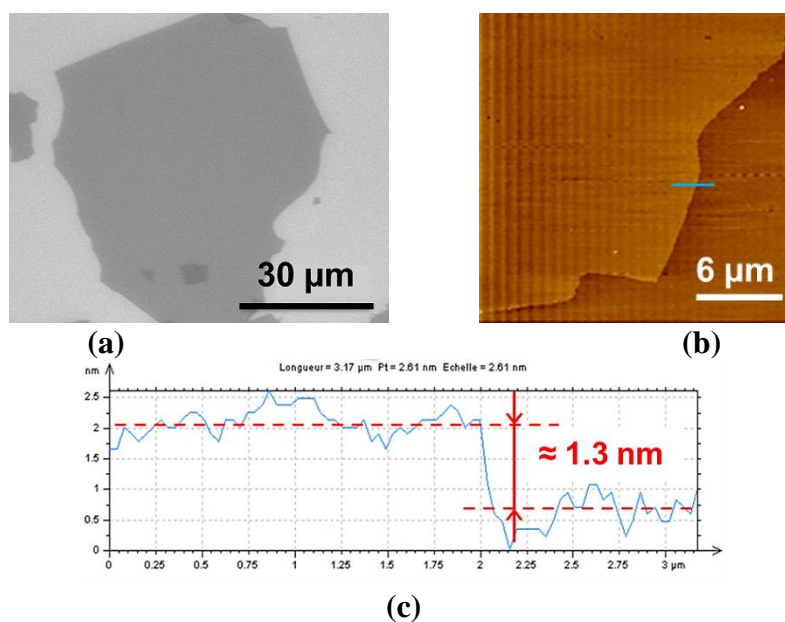 30 µm
6 µm
(a)
(b)
Longueur = 3.17 µm Pt = 2.61 nm Echelle = 2.61 nm
nm
2.5
2
≈ 1.3 nm
1.5
1
0.5
0
0 0.25 0.5 0.75 1 1.25 1.5 1.75 2 2.25 2.5 2.75 3 µm
(c)